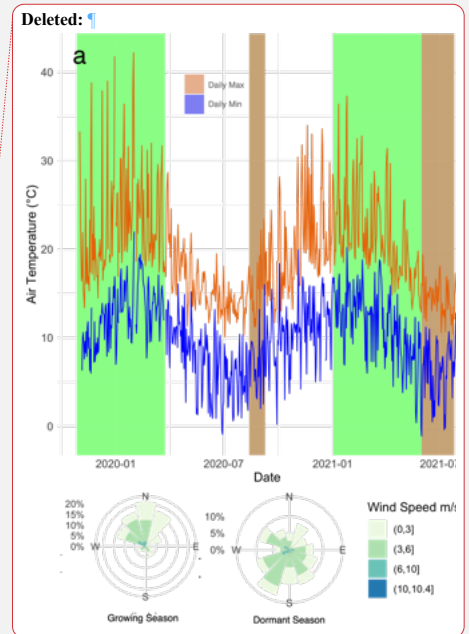 Deleted: ¶
a
Daily Max
Daily Min
40
30
20
10
0
Air Temperature (°C)
2020-01 2020-07 2021-01 2021-07
Date
N
20%
15%
10%
5%
0%
W E
S
Growing Season
N
10%
5%
0%
W E
S
Dormant Season
Wind Speed m/s
(0,3]
(3,6]
(6,10]
(10,10.4]